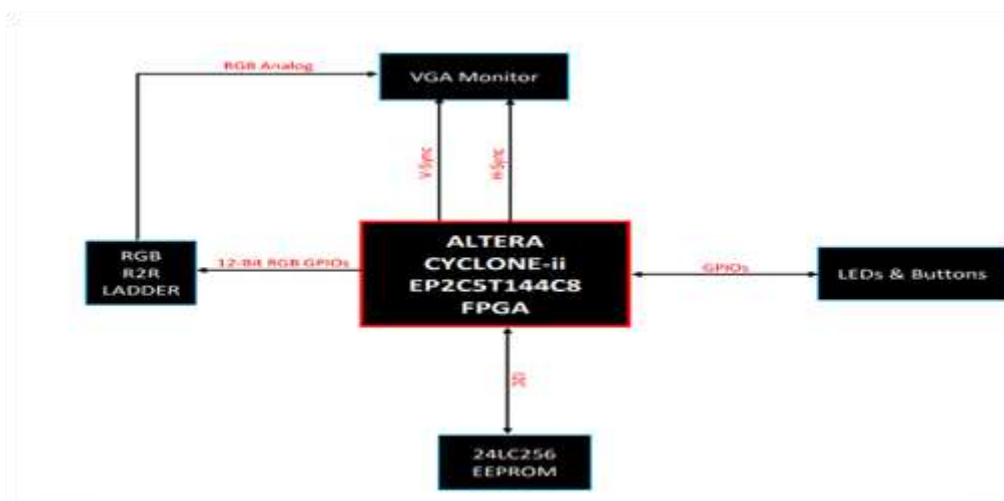 RGB Analog
VGA Monitor
V-Sync
H-Sync
RGB
R2R
LADDER
12-Bit RGB GPIOs
ALTERA
CYCLONE-ii
EP2C5T144C8
FPGA
GPIOs
LEDs & Buttons
I2C
24LC256
EEPROM